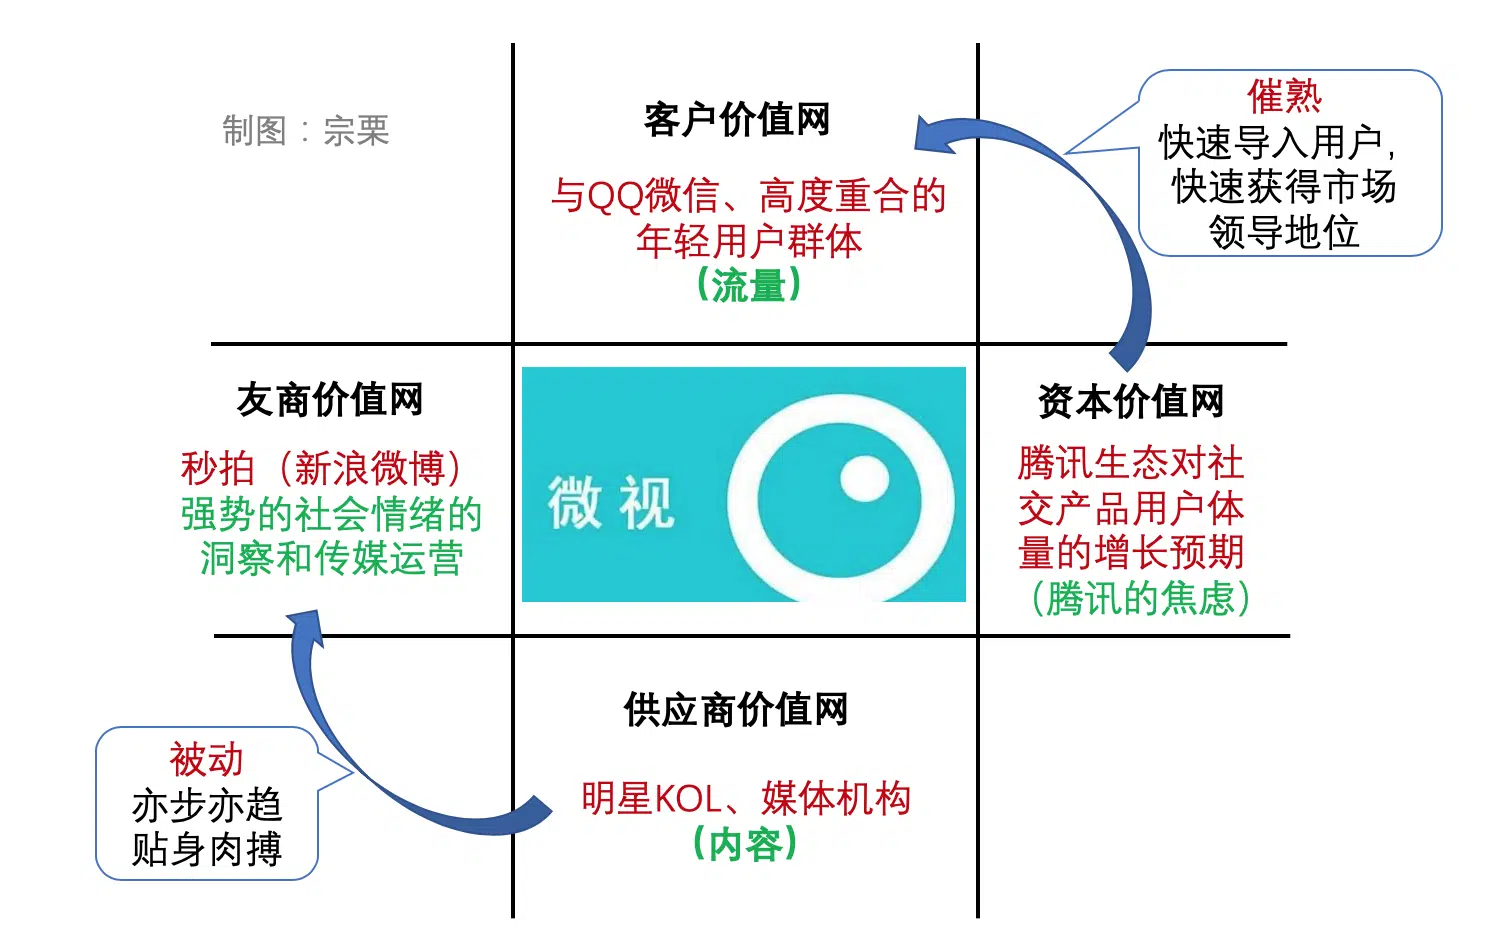 制图：宗栗
客户价值网
与QQ微信、高度重合的
年轻用户群体
（流量）
催熟
快速导入用户，
快速获得市场
领导地位
友商价值网
秒拍（新浪微博）
强势的社会情绪的
洞察和传媒运营
微视
资本价值网
腾讯生态对社
交产品用户体
量的增长预期
（腾讯的焦虑）
供应商价值网
明星KOL、媒体机构
（内容）
被动
亦步亦趋
贴身肉搏